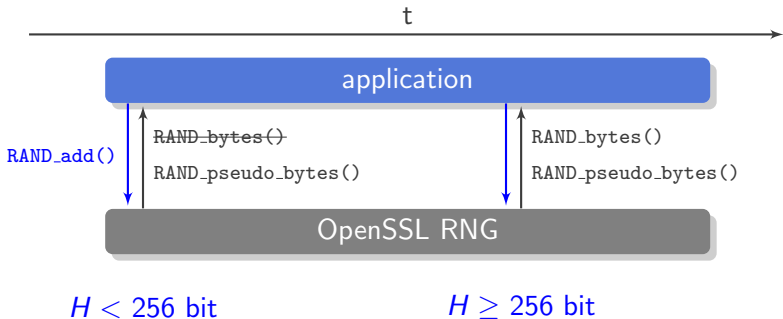 t
application
RAND_bytes() RAND_bytes()
RAND_add()
RAND_pseudo_bytes() RAND_pseudo_bytes()
OpenSSL RNG
H < 256 bit H ≥ 256 bit